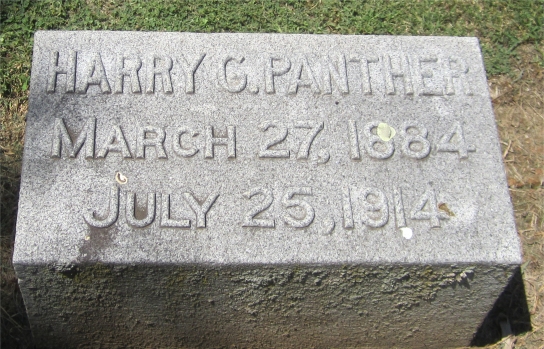 HARRY G. PANTHER
MARCH 27, 1884
JULY 25, 1914